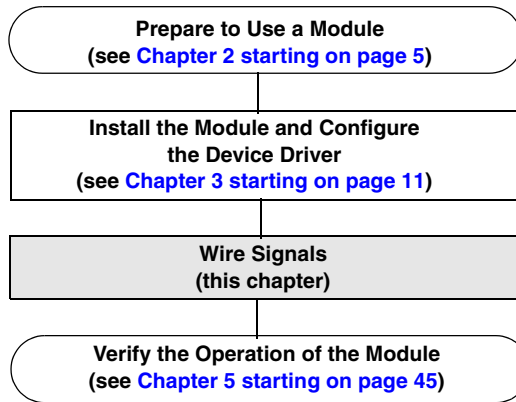 Prepare to Use a Module
(see Chapter 2 starting on page 5)
Install the Module and Configure
the Device Driver
(see Chapter 3 starting on page 11)
Wire Signals
(this chapter)
Verify the Operation of the Module
(see Chapter 5 starting on page 45)